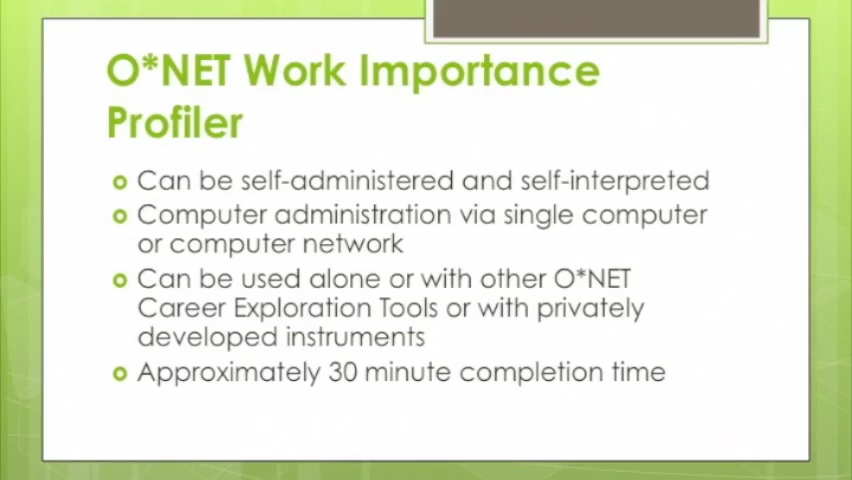 O*NET Work Importance
Profiler
Can be self-administered and self-interpreted
Computer administration via single computer
or computer network
Can be used alone or with other O*NET
Career Exploration Tools or with privately
developed instruments
Approximately 30 minute completion time